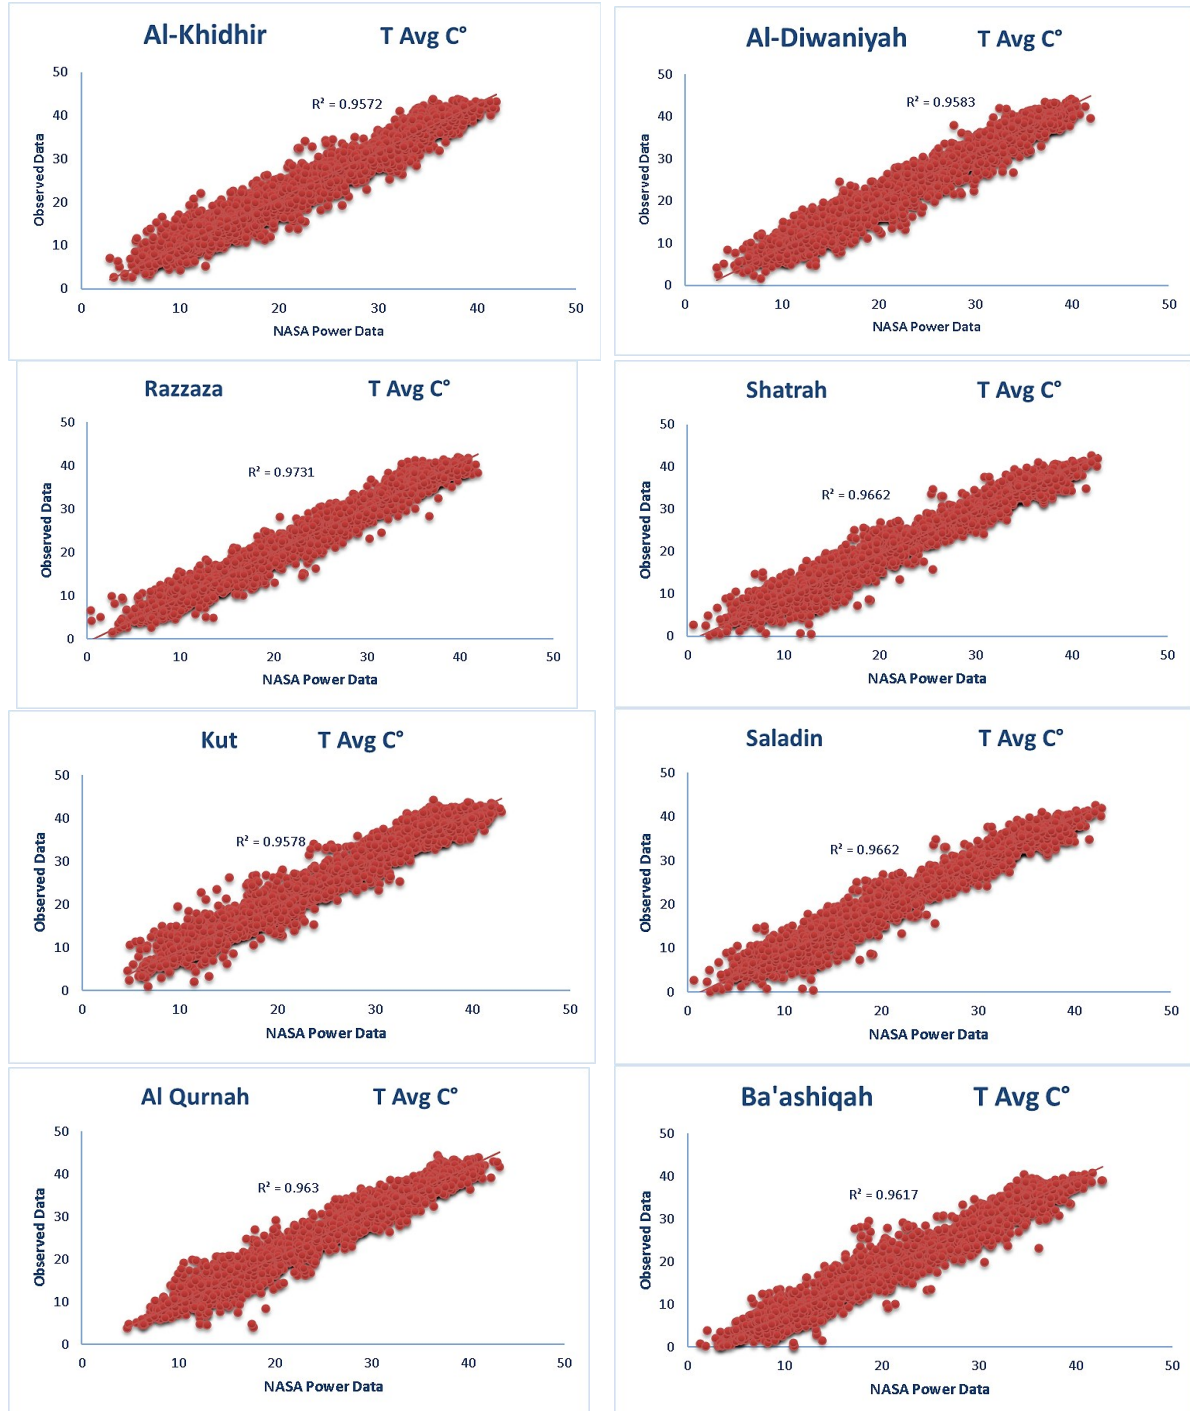 Al-Khidhir T Avg C°
R² = 0.9572
50
40
30
20
10
0
Observed Data
0 10 20 30 40 50
NASA Power Data
Al-Diwaniyah T Avg C°
R² = 0.9583
50
40
30
20
10
0
Observed Data
0 10 20 30 40 50
NASA Power Data
Razzaza T Avg C°
R² = 0.9731
50
40
30
20
10
0
Observed Data
0 10 20 30 40 50
NASA Power Data
Shatrah T Avg C°
R² = 0.9662
50
40
30
20
10
0
Observed Data
0 10 20 30 40 50
NASA Power Data
Kut T Avg C°
R² = 0.9578
50
40
30
20
10
0
Observed Data
0 10 20 30 40 50
NASA Power Data
Saladin T Avg C°
R² = 0.9662
50
40
30
20
10
0
Observed Data
0 10 20 30 40 50
NASA Power Data
Al Qurnah T Avg C°
R² = 0.963
50
40
30
20
10
0
Observed Data
0 10 20 30 40 50
NASA Power Data
Ba'ashiqah T Avg C°
R² = 0.9617
50
40
30
20
10
0
Observed Data
0 10 20 30 40 50
NASA Power Data